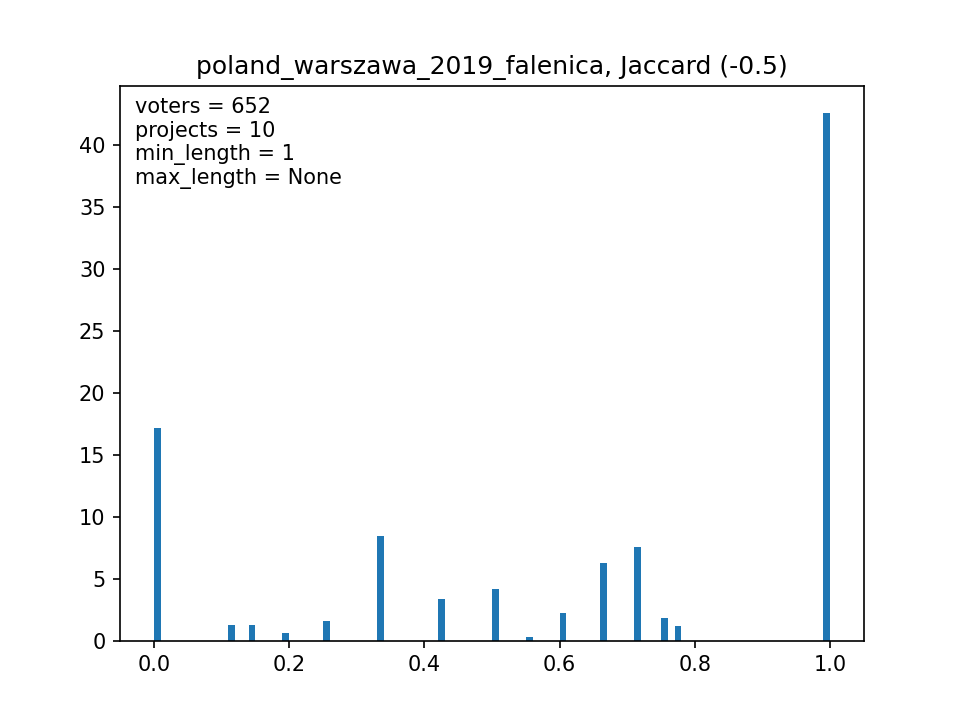 poland_warszawa_2019_falenica, Jaccard (-0.5)
voters = 652
projects = 10
min_length = 1
max_length = None
40
35
30
25
20
15
10
5
0
0.0 0.2 0.4 0.6 0.8 1.0